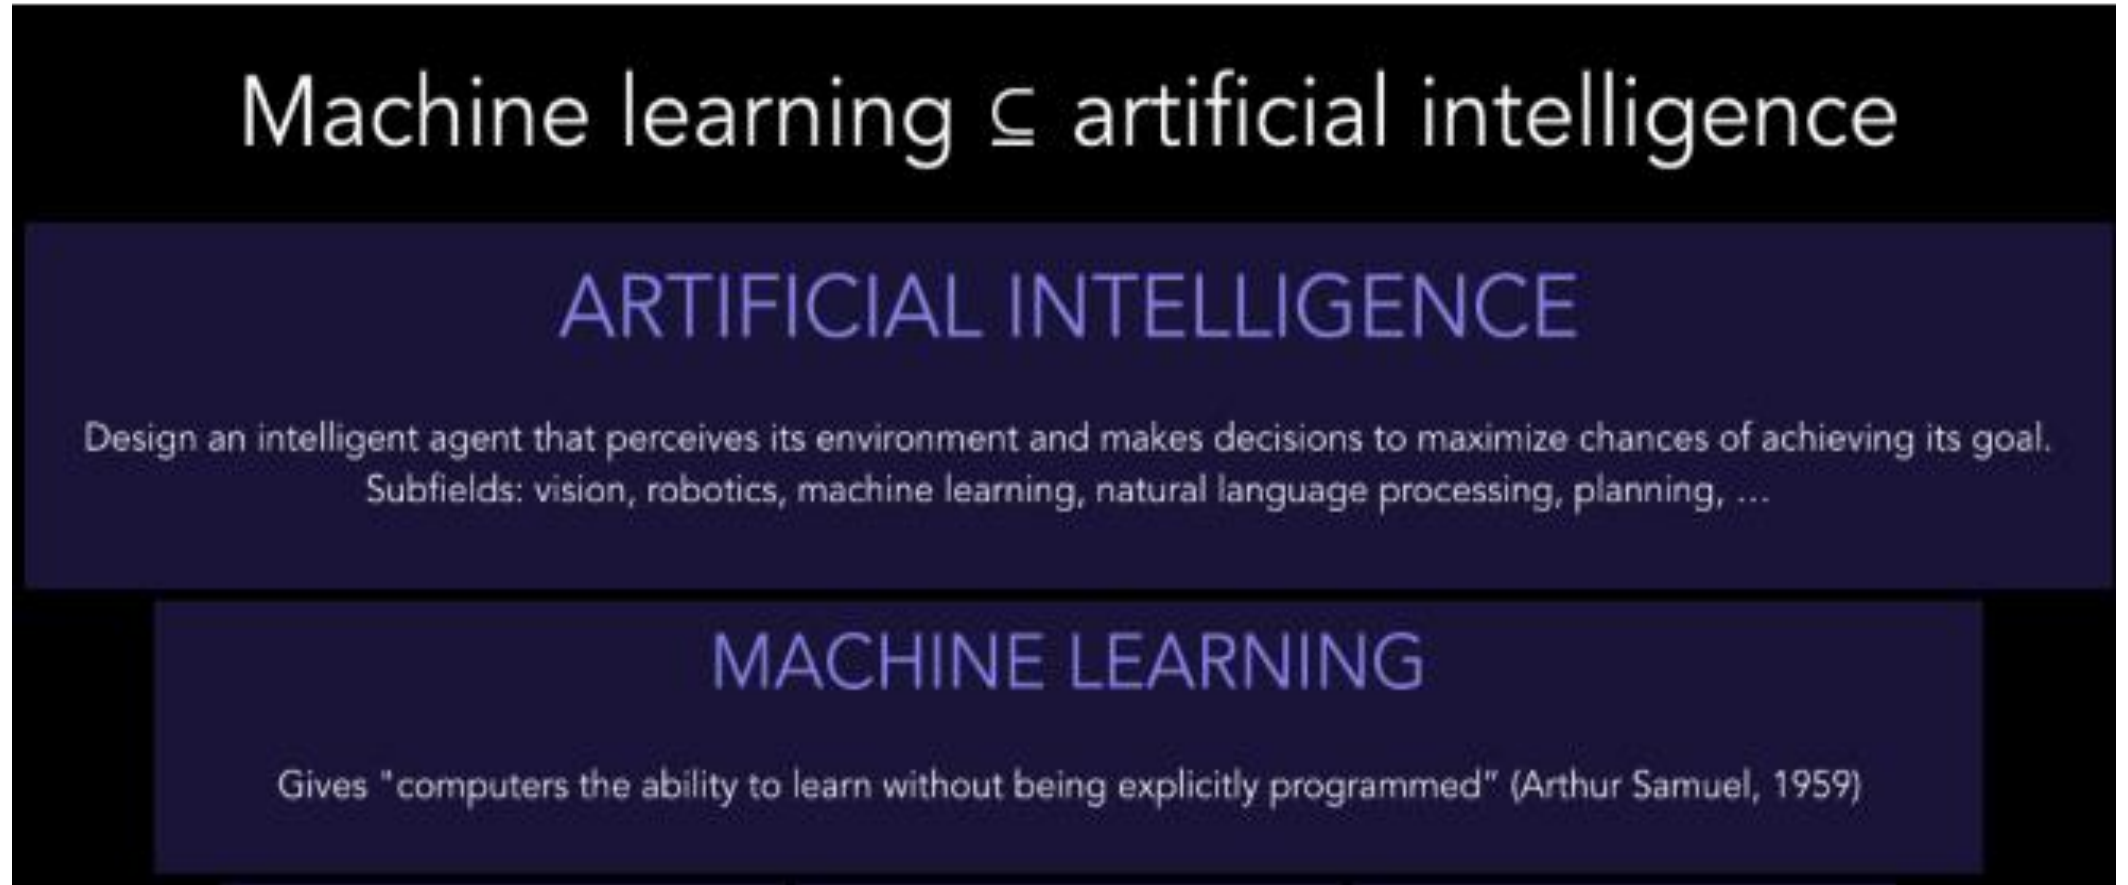 Machine learning ⊆ artificial intelligence
ARTIFICIAL INTELLIGENCE
Design an intelligent agent that perceives its environment and makes decisions to maximize chances of achieving its goal.
Subfields: vision, robotics, machine learning, natural language processing, planning, ...
MACHINE LEARNING
Gives "computers the ability to learn without being explicitly programmed” (Arthur Samuel, 1959)